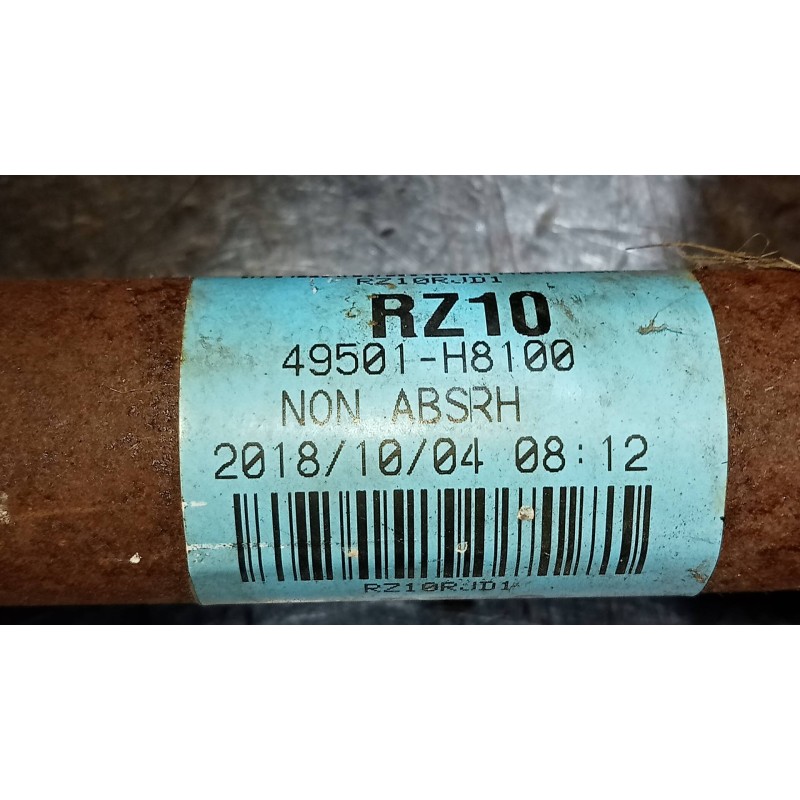 RZ10RJD1
RZ10
49501-H8100
NON ABSRH
2018/10/04 08:12
RZ10RJD1